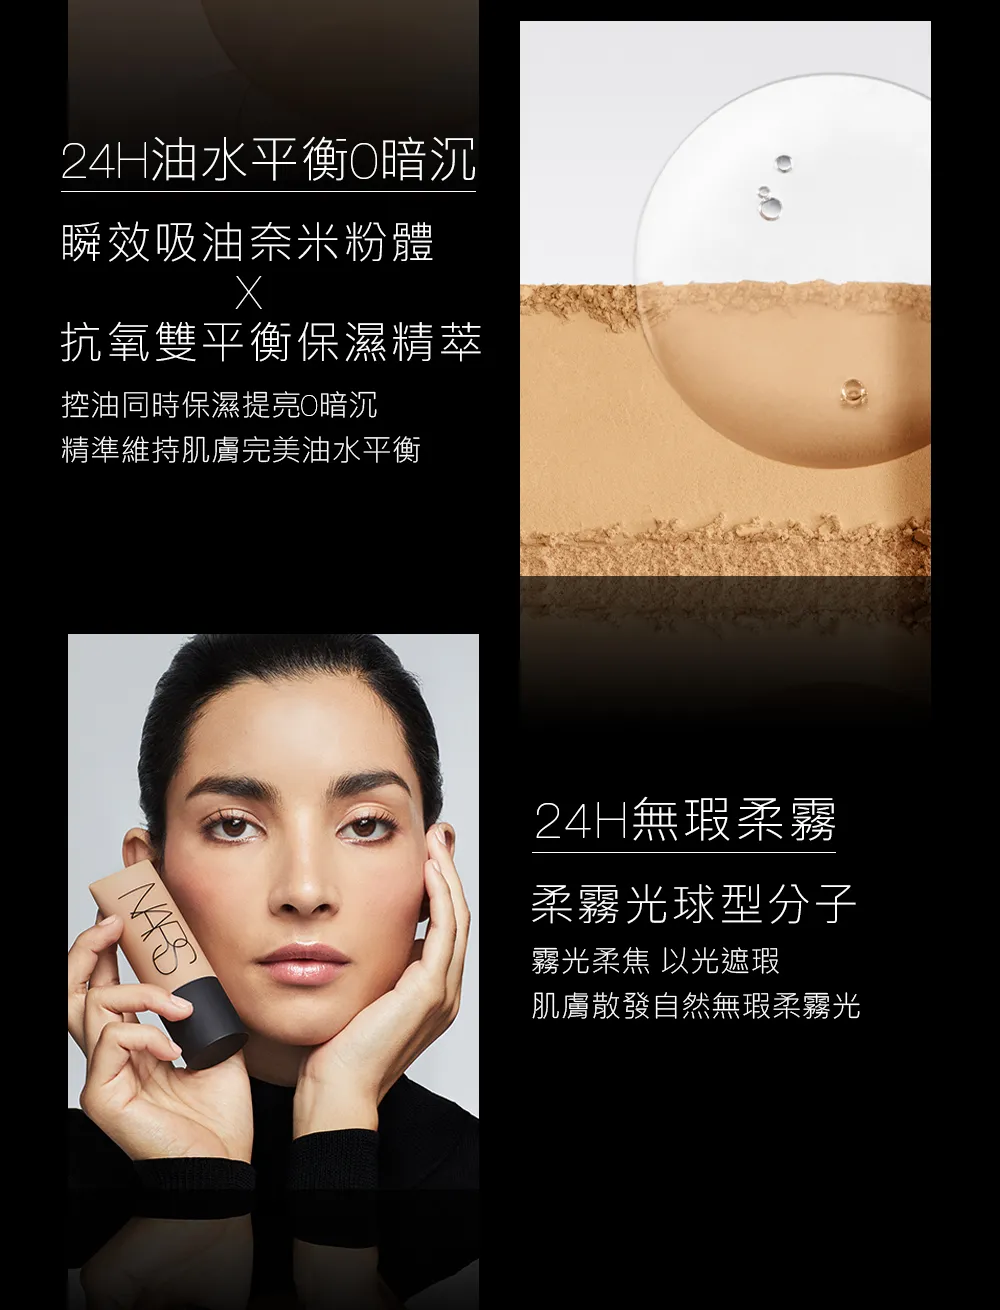 24H油水平衡0暗沉
瞬效吸油奈米粉體
X
抗氧雙平衡保濕精萃
控油同時保濕提亮0暗沉
精準維持肌膚完美油水平衡
NARS
24H無瑕柔霧
柔霧光球型分子
霧光柔焦 以光遮瑕
肌膚散發自然無瑕柔霧光